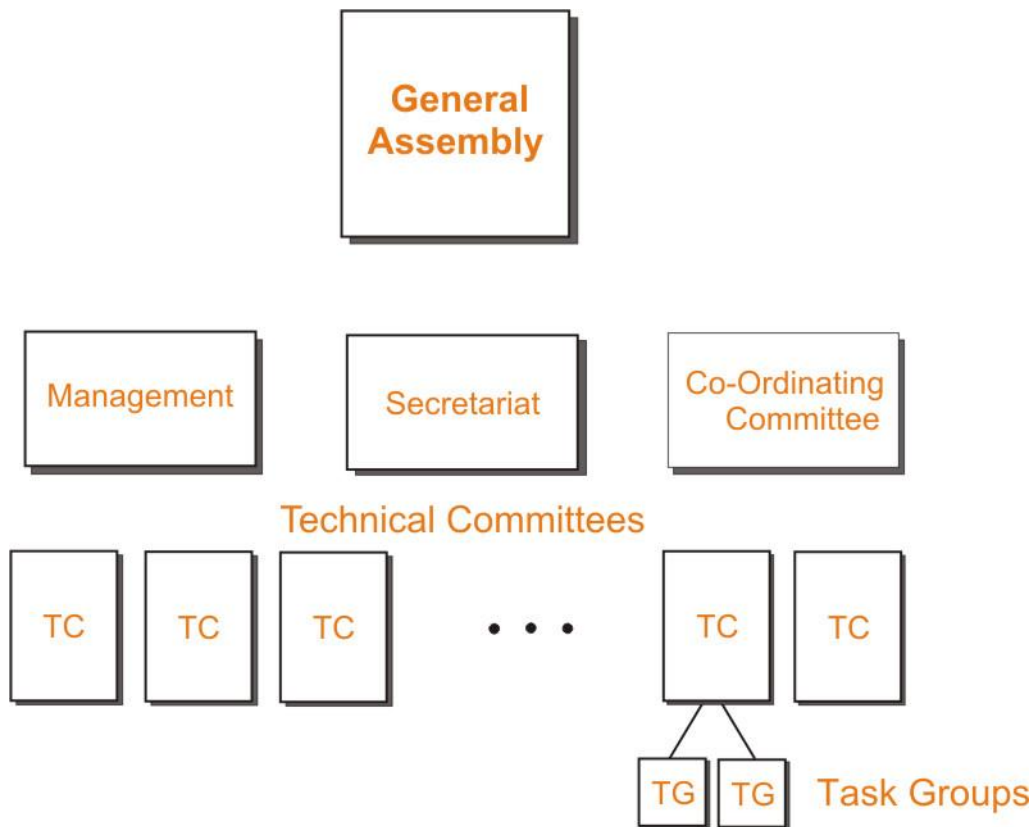 General
Assembly
Management
Secretariat
Co-Ordinating
Committee
Technical Committees
TC
TC
TC
TC
TC
TG
TG
Task Groups